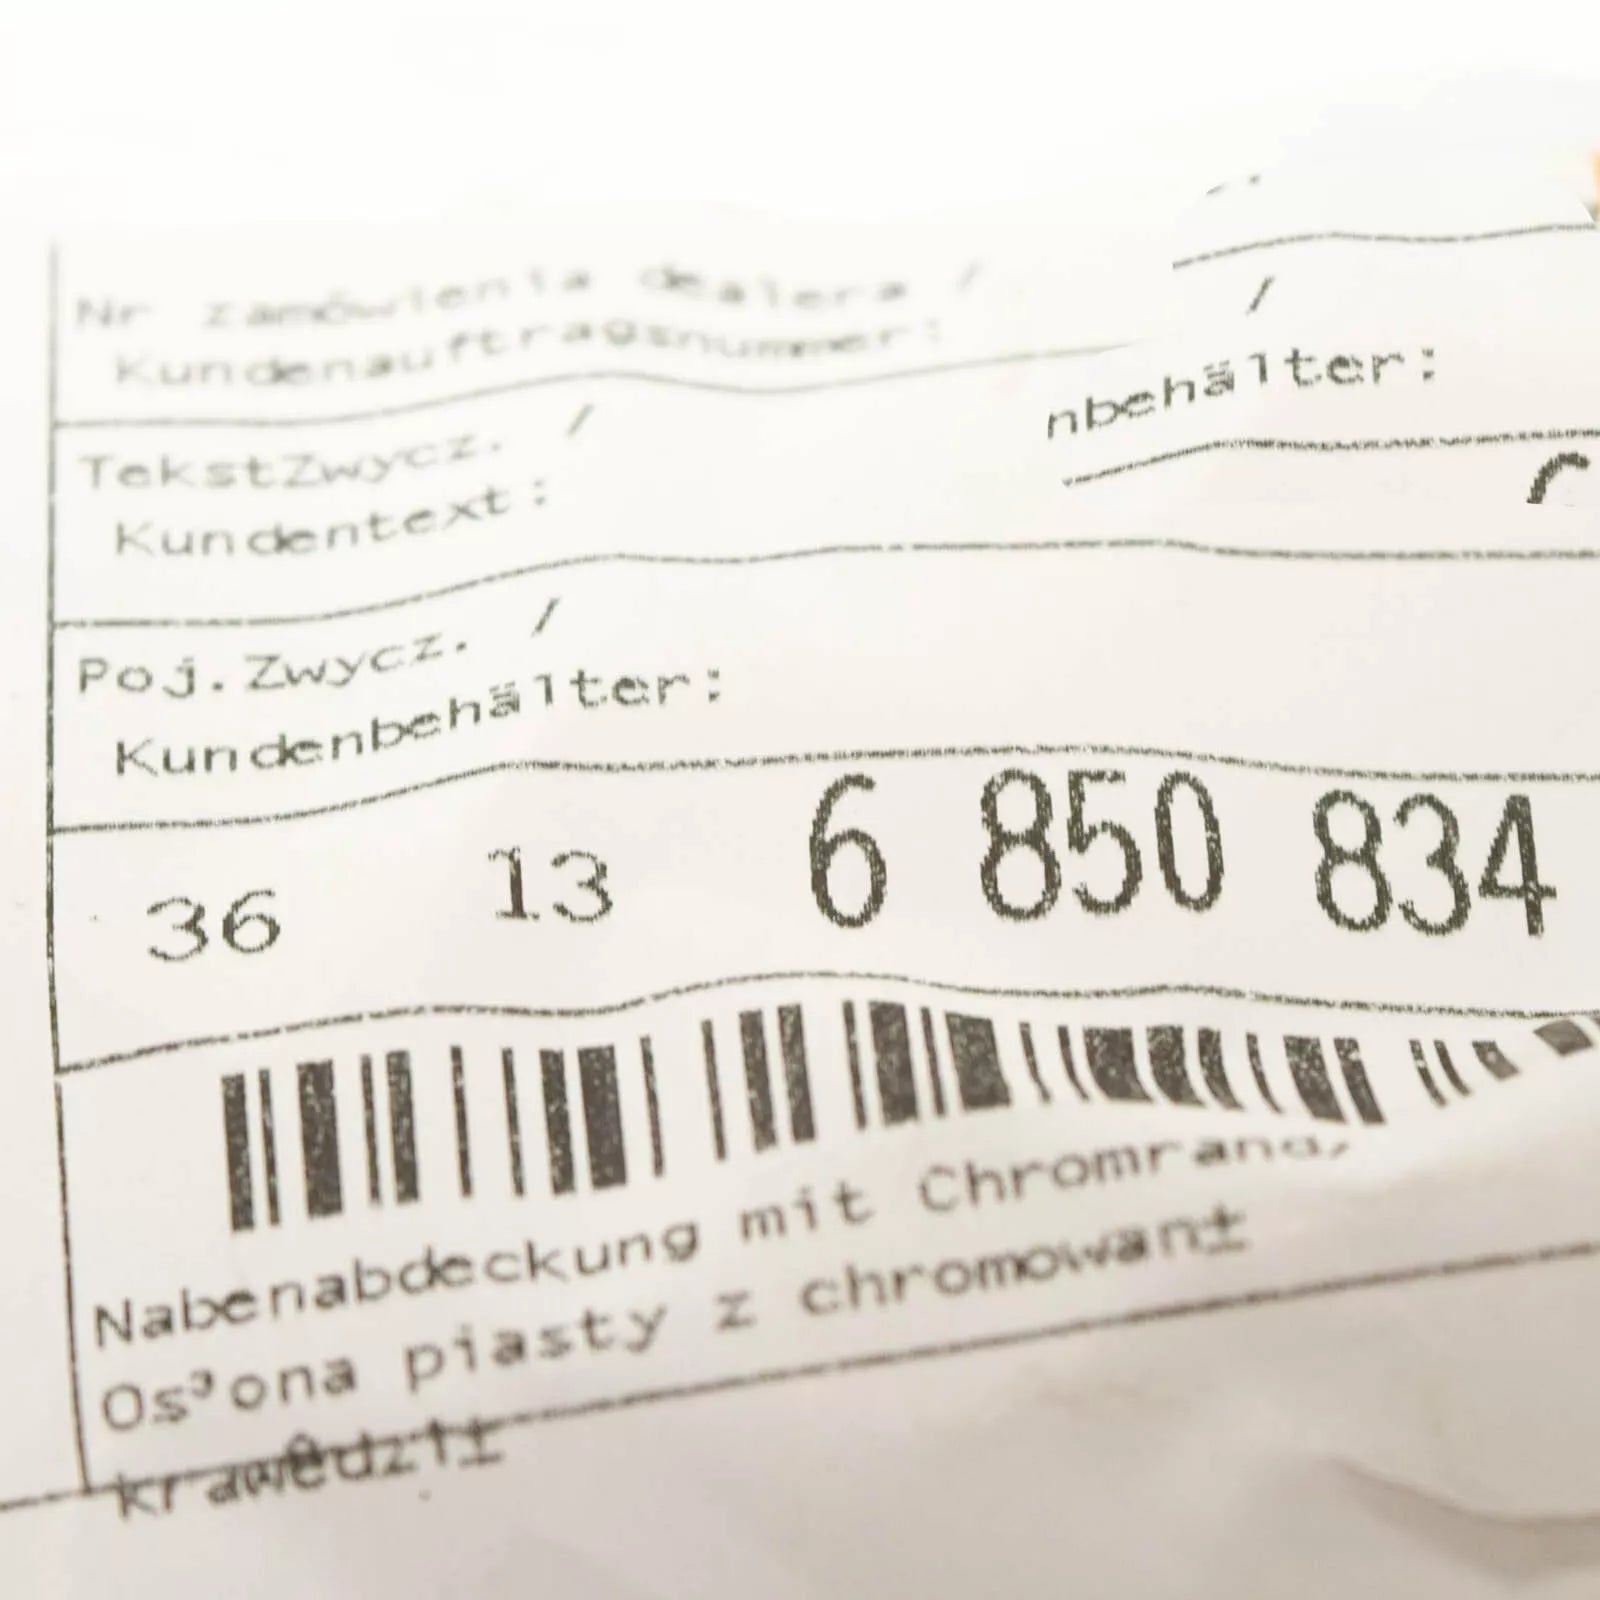 Nr zamówienia dealera /
Kundenauftragsnummer:
/
nbehälter:
TekstZwycz. /
Kundentext:
Poj.Zwycz. /
Kundenbehälter:
36 13 6 850 834
Nabenabdeckung mit Chromrand,
Os³ona piasty z chromowan±
krawêdzi±